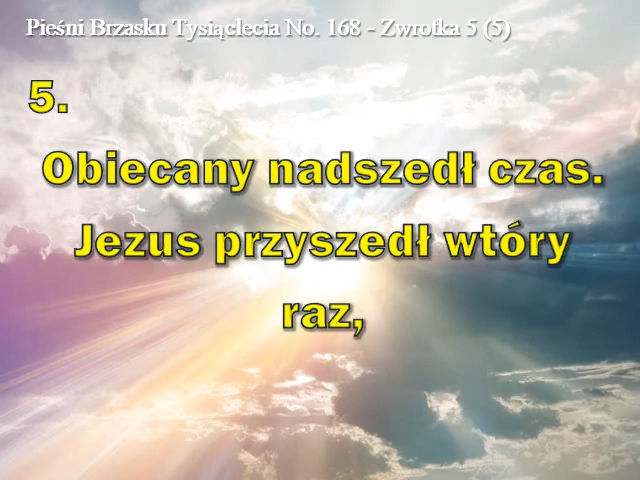 Pieśni Brzasku Tysiąclecia No. 168 - Zwrotka 5 (5)
5.
Obiecany nadszedł czas.
Jezus przyszedł wtóry
raz,